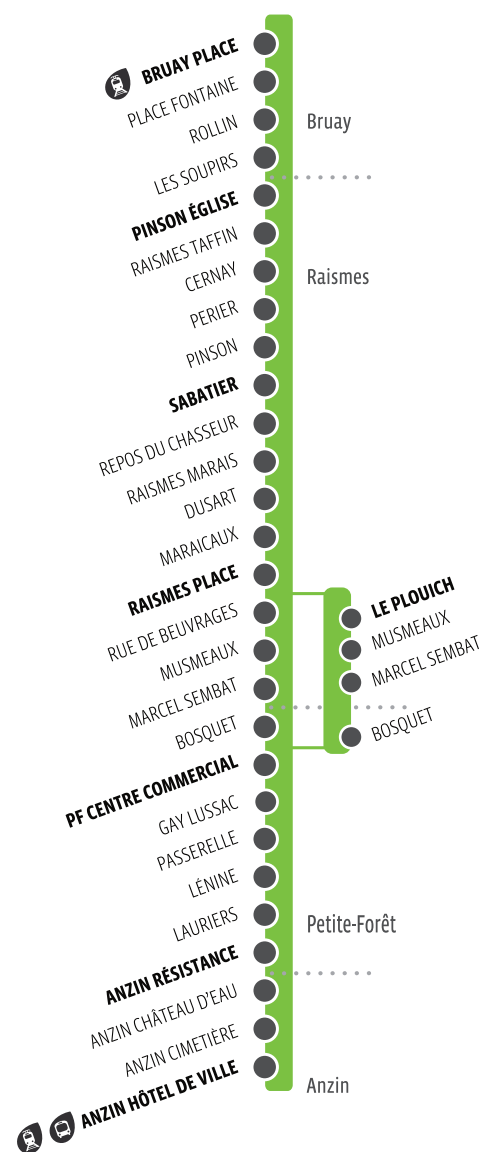 BRUAY PLACE
PLACE FONTAINE
ROLLIN
Bruay
LES SOUPIRS
PINSON ÉGLISE
RAISMES TAFFIN
CERNAY
Raismes
PERIER
PINSON
SABATIER
REPOS DU CHASSEUR
RAISMES MARAIS
DUSART
MARAICAUX
RAISMES PLACE
RUE DE BEUVRAGES
MUSMEAUX
MARCEL SEMBAT
BOSQUET
LE PLOUICH
MUSMEAUX
MARCEL SEMBAT
BOSQUET
PF CENTRE COMMERCIAL
GAY LUSSAC
PASSERELLE
LÉNINE
LAURIERS
Petite-Forêt
ANZIN RÉSISTANCE
ANZIN CHÂTEAU D'EAU
ANZIN CIMETIÈRE
ANZIN HÔTEL DE VILLE
Anzin